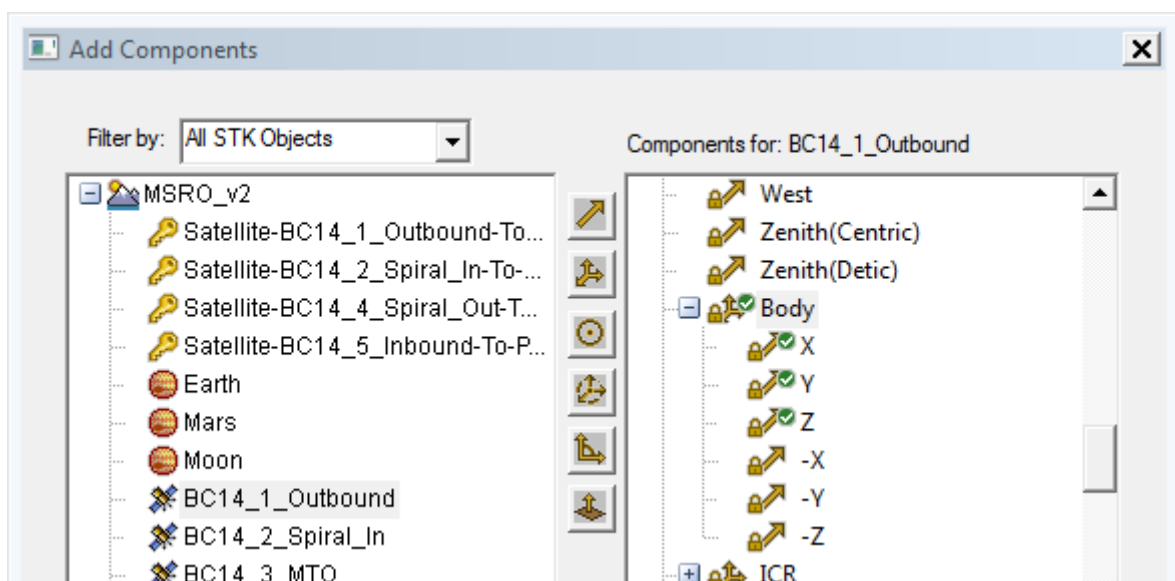 Add Components
Filter by: All STK Objects
Components for: BC14_1_Outbound
MSRO_v2
Satellite-BC14_1_Outbound-To...
Satellite-BC14_2_Spiral_In-To-...
Satellite-BC14_4_Spiral_Out-T...
Satellite-BC14_5_Inbound-To-P...
Earth
Mars
Moon
BC14_1_Outbound
BC14_2_Spiral_In
BC14_3_MTO
West
Zenith(Centric)
Zenith(Detic)
Body
X
Y
Z
-X
-Y
-Z
ICR